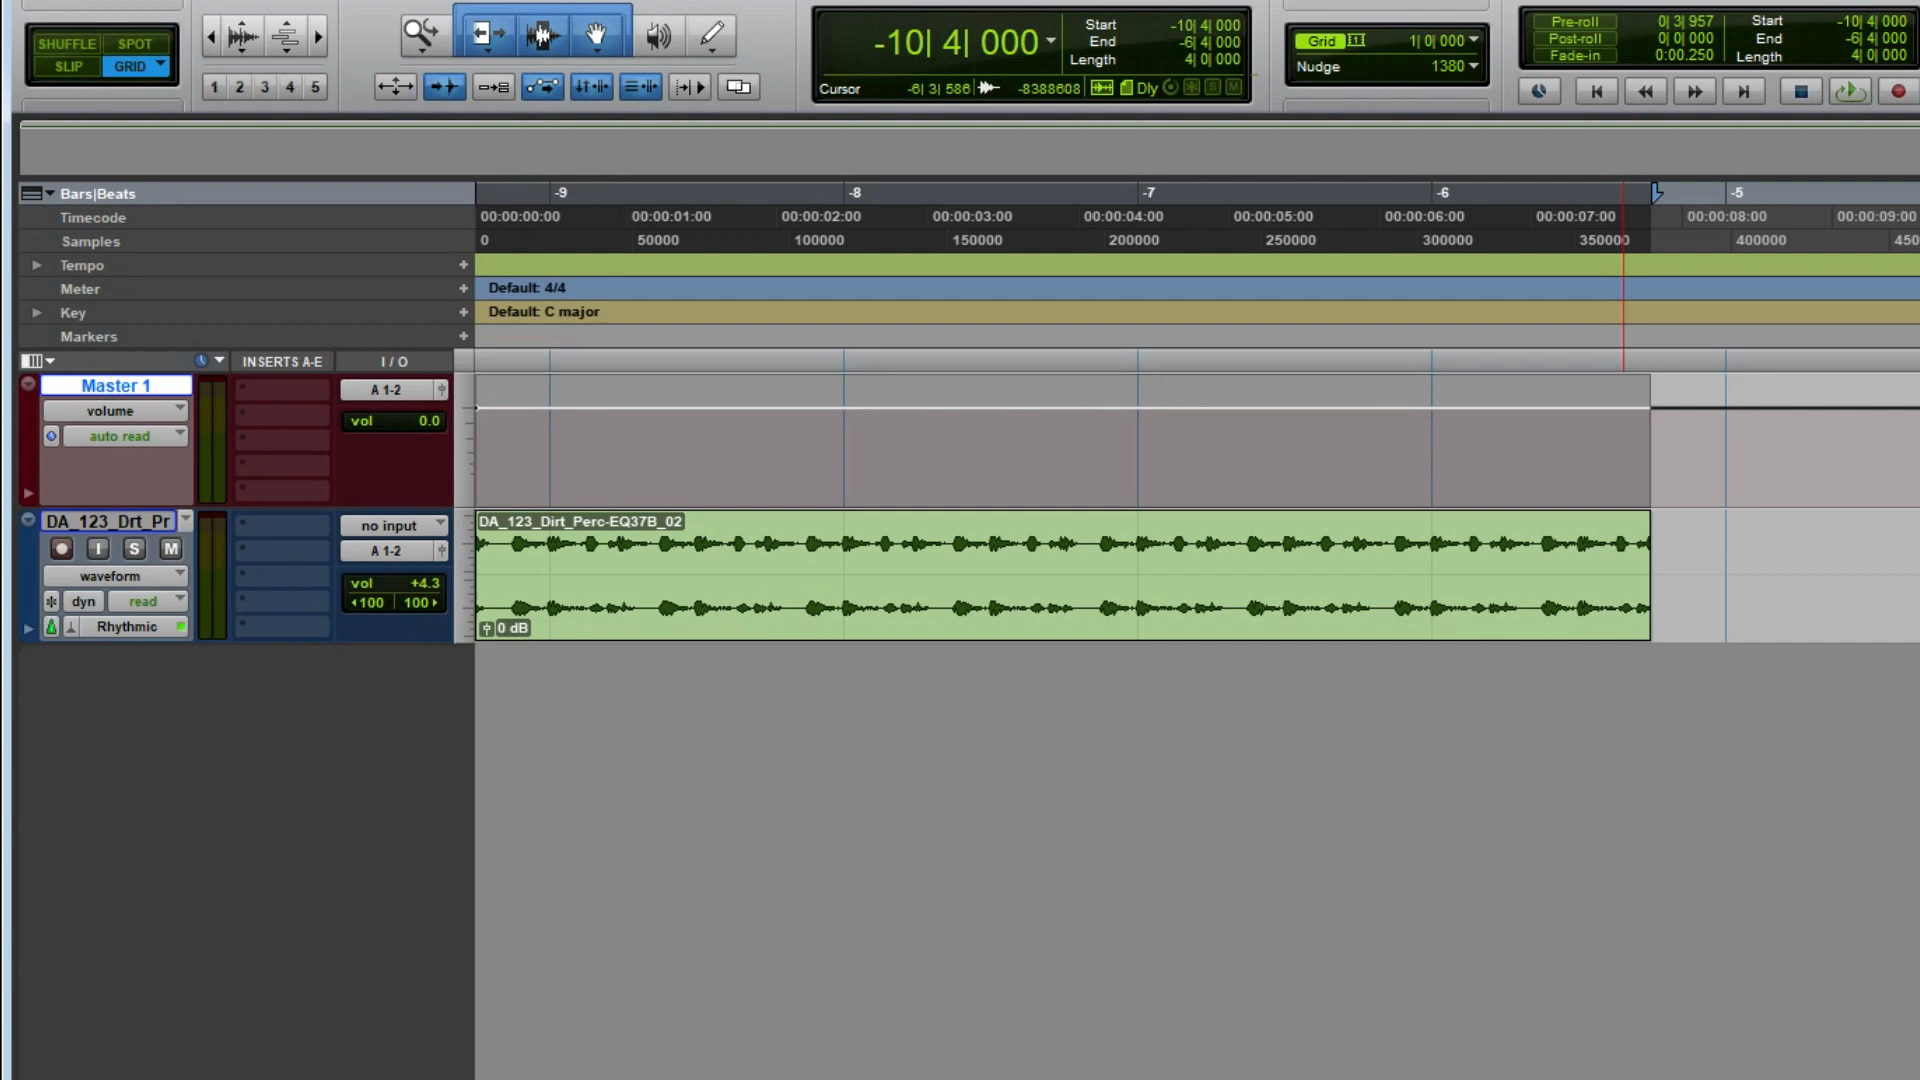 SHUFFLE SPOT
SLIP GRID
1 2 3 4 5
-10| 4| 000
Start -10| 4| 000
End -6| 4| 000
Length 4| 0| 000
Cursor -6| 3| 586 -8388608 Dly S M
Grid 1| 0| 000
Nudge 1380
Pre-roll 0| 3| 957
Post-roll 0| 0| 000
Fade-in 0:00.250
Start -10| 4| 000
End -6| 4| 000
Length 4| 0| 000
Bars|Beats -9 -8 -7 -6 -5
Timecode 00:00:00:00 00:00:01:00 00:00:02:00 00:00:03:00 00:00:04:00 00:00:05:00 00:00:06:00 00:00:07:00 00:00:08:00 00:00:09:00
Samples 0 50000 100000 150000 200000 250000 300000 350000 400000 450
Tempo +
Meter + Default: 4/4
Key + Default: C major
Markers +
INSERTS A-E I / O
Master 1
volume
auto read
A 1-2
vol 0.0
DA_123_Drt_Pr
I S M
waveform
dyn read
Rhythmic
no input
A 1-2
vol +4.3
100 100
DA_123_Dirt_Perc-EQ37B_02
0 dB